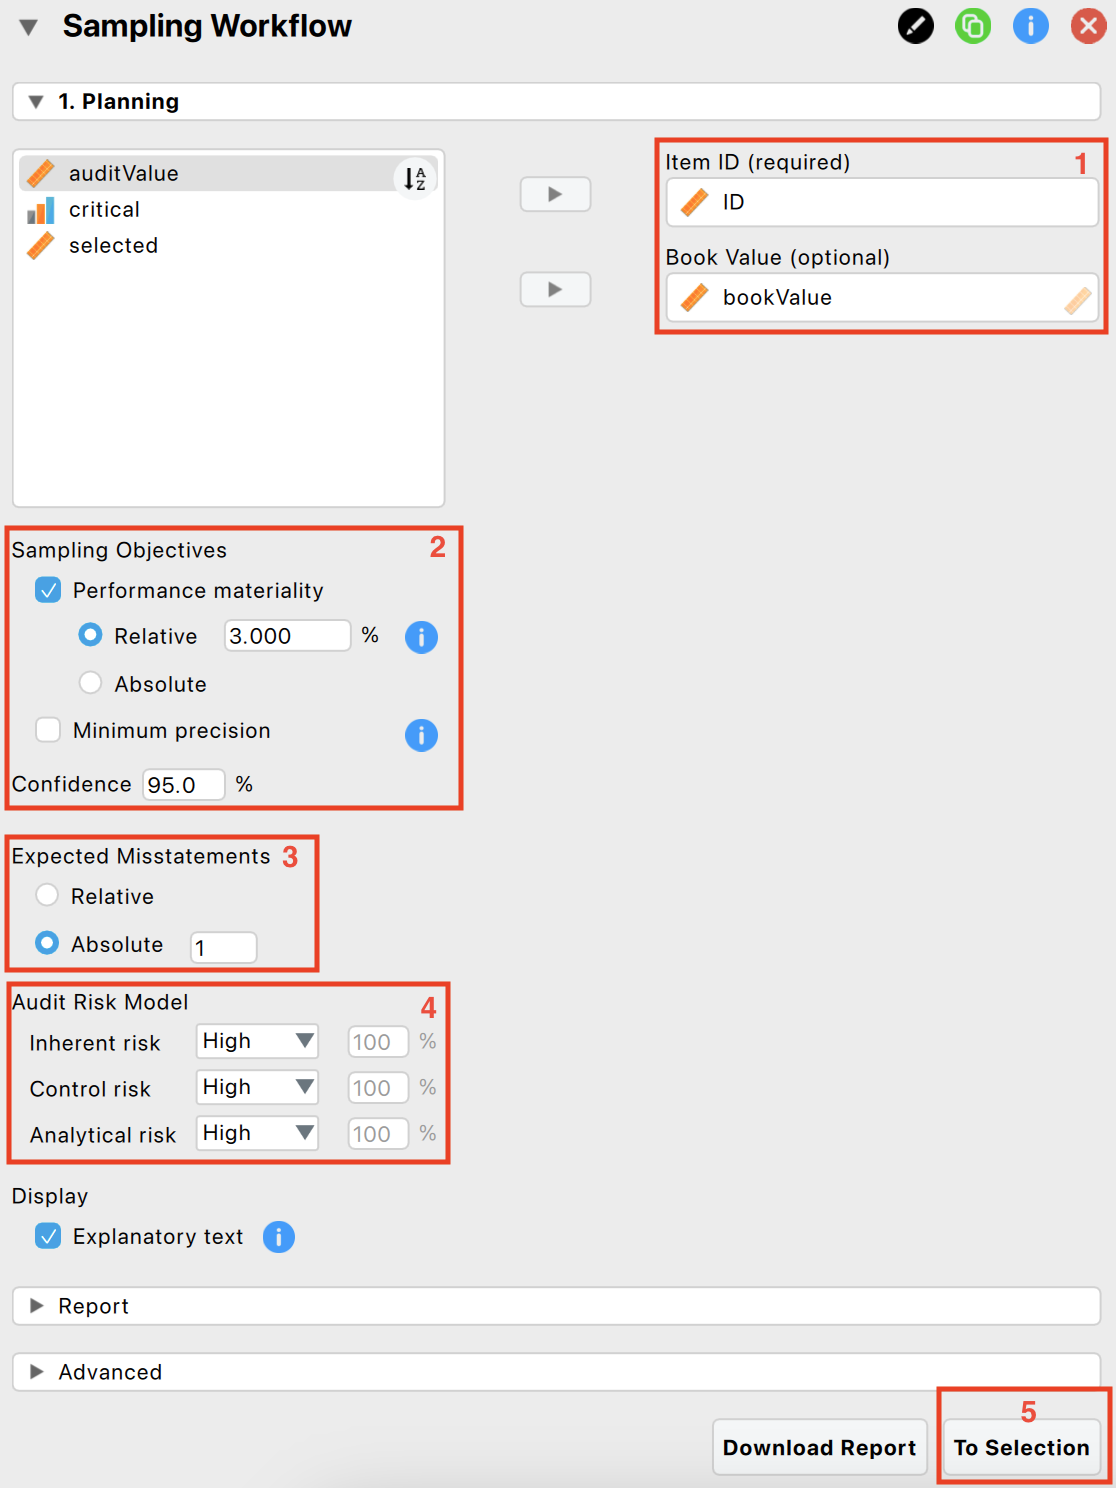 Sampling Workflow
1. Planning
auditValue
critical
selected
Item ID (required) 1
ID
Book Value (optional)
bookValue
Sampling Objectives 2
Performance materiality
Relative 3.000 %
Absolute
Minimum precision
Confidence 95.0 %
Expected Misstatements 3
Relative
Absolute 1
Audit Risk Model 4
Inherent risk High 100 %
Control risk High 100 %
Analytical risk High 100 %
Display
Explanatory text
Report
Advanced
5
Download Report To Selection